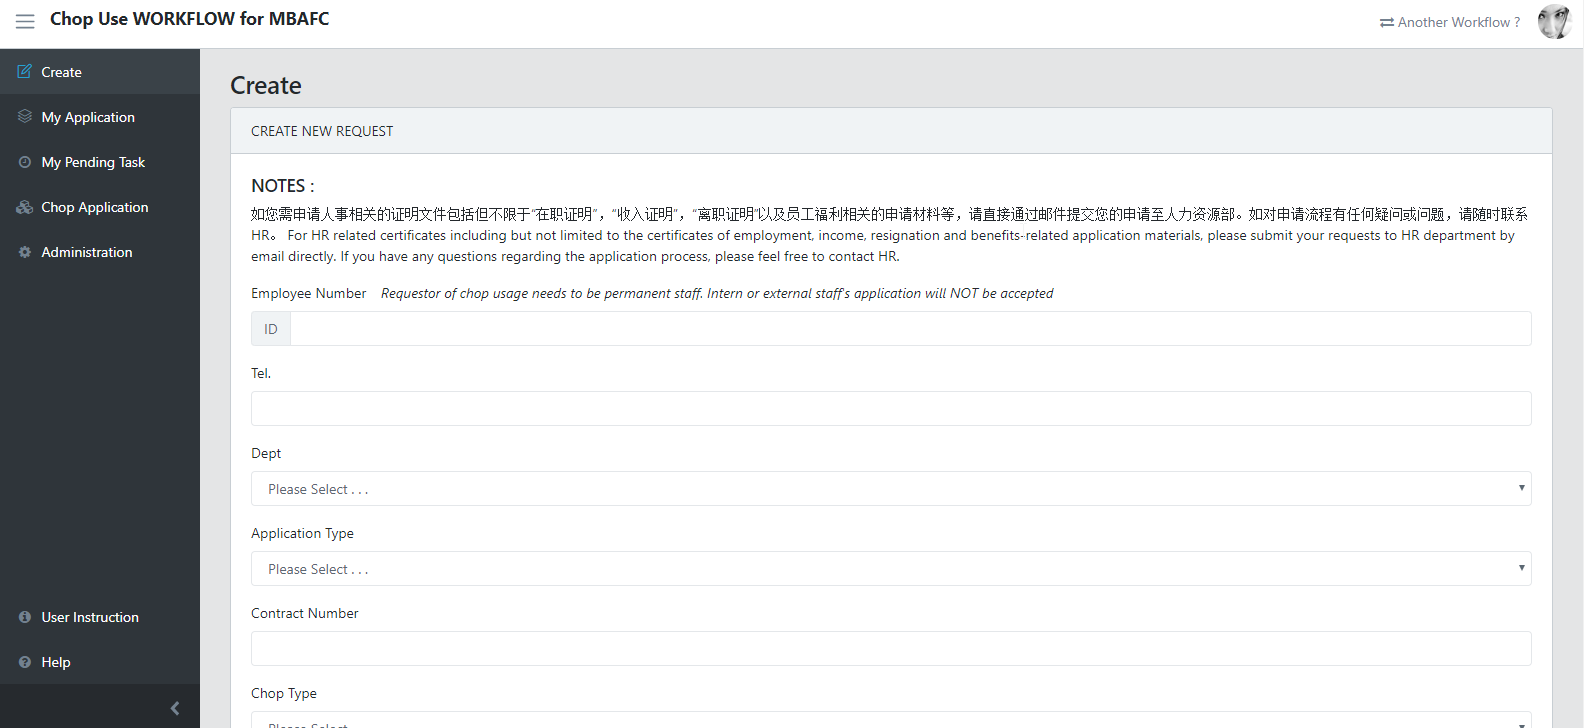 Chop Use WORKFLOW for MBAFC
Another Workflow ?
Create
My Application
My Pending Task
Chop Application
Administration
User Instruction
Help
Create
CREATE NEW REQUEST
NOTES :
如您需申请人事相关的证明文件包括但不限于“在职证明”，“收入证明”，“离职证明”以及员工福利相关的申请材料等，请直接通过邮件提交您的申请至人力资源部。如对申请流程有任何疑问或问题，请随时联系
HR。 For HR related certificates including but not limited to the certificates of employment, income, resignation and benefits-related application materials, please submit your requests to HR department by
email directly. If you have any questions regarding the application process, please feel free to contact HR.
Employee Number Requestor of chop usage needs to be permanent staff. Intern or external staff's application will NOT be accepted
ID
Tel.
Dept
Please Select . . .
Application Type
Please Select . . .
Contract Number
Chop Type
Please Select . . .